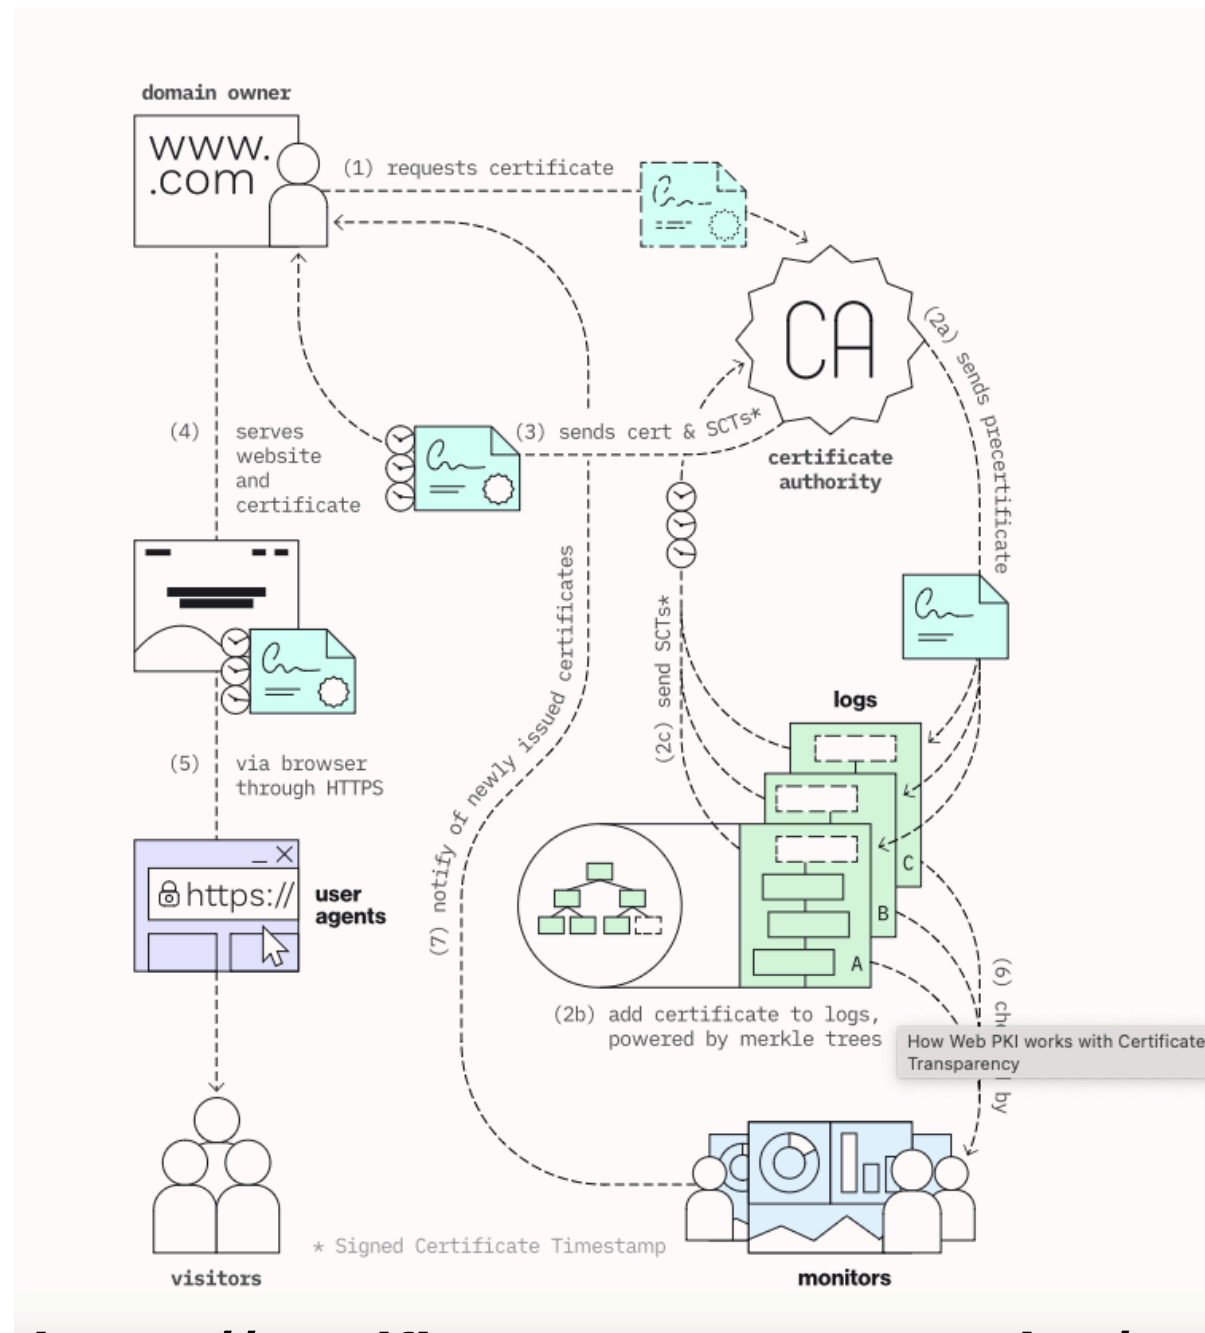 domain owner
www.
.com
(1) requests certificate
CA
(2a) sends precertificate
(3) sends cert & SCTs*
certificate
authority
(4) serves
website
and
certificate
(2c) send SCTs*
(7) notify of newly issued certificates
logs
(5) via browser
through HTTPS
https://
user
agents
C
B
A
(2b) add certificate to logs,
powered by merkle trees
(6)
by
How Web PKI works with Certificate
Transparency
* Signed Certificate Timestamp
visitors
monitors